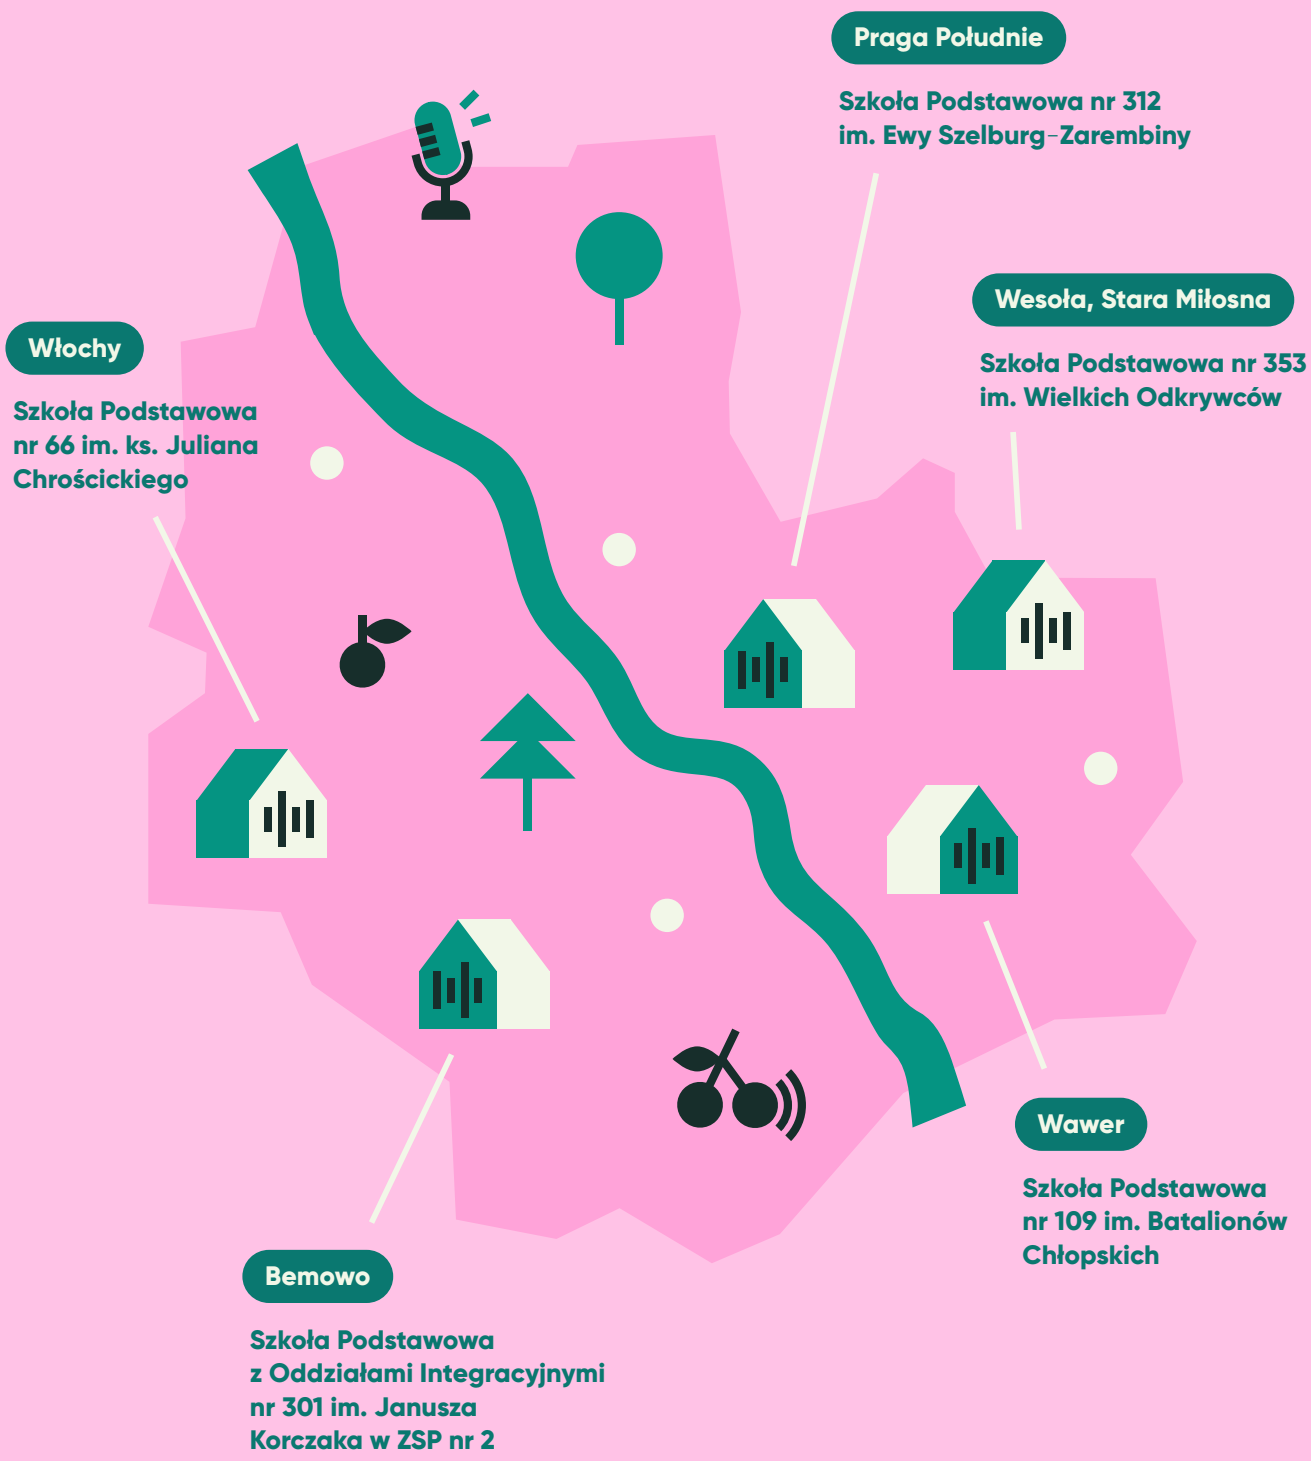 Praga Południe
Szkoła Podstawowa nr 312
im. Ewy Szelburg-Zarembiny
Wesoła, Stara Miłosna
Szkoła Podstawowa nr 353
im. Wielkich Odkrywców
Włochy
Szkoła Podstawowa
nr 66 im. ks. Juliana
Chrościckiego
Wawer
Szkoła Podstawowa
nr 109 im. Batalionów
Chłopskich
Bemowo
Szkoła Podstawowa
z Oddziałami Integracyjnymi
nr 301 im. Janusza
Korczaka w ZSP nr 2